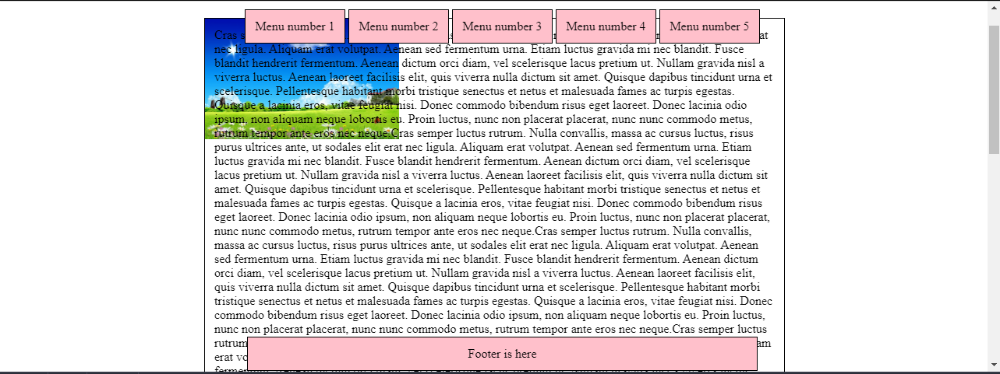 Menu number 1 Menu number 2 Menu number 3 Menu number 4 Menu number 5
Cras at
nec ligula. Aliquam erat volutpat. Aenean sed fermentum urna. Etiam luctus gravida mi nec blandit. Fusce
blandit hendrerit fermentum. Aenean dictum orci diam, vel scelerisque lacus pretium ut. Nullam gravida nisl a
viverra luctus. Aenean laoreet facilisis elit, quis viverra nulla dictum sit amet. Quisque dapibus tincidunt urna et
scelerisque. Pellentesque habitant morbi tristique senectus et netus et malesuada fames ac turpis egestas.
Quisque a lacinia eros, vitae feugiat nisi. Donec commodo bibendum risus eget laoreet. Donec lacinia odio
ipsum, non aliquam neque lobortis eu. Proin luctus, nunc non placerat placerat, nunc nunc commodo metus,
rutrum tempor ante eros nec neque.Cras semper luctus rutrum. Nulla convallis, massa ac cursus luctus, risus
purus ultrices ante, ut sodales elit erat nec ligula. Aliquam erat volutpat. Aenean sed fermentum urna. Etiam
luctus gravida mi nec blandit. Fusce blandit hendrerit fermentum. Aenean dictum orci diam, vel scelerisque
lacus pretium ut. Nullam gravida nisl a viverra luctus. Aenean laoreet facilisis elit, quis viverra nulla dictum sit
amet. Quisque dapibus tincidunt urna et scelerisque. Pellentesque habitant morbi tristique senectus et netus et
malesuada fames ac turpis egestas. Quisque a lacinia eros, vitae feugiat nisi. Donec commodo bibendum risus
eget laoreet. Donec lacinia odio ipsum, non aliquam neque lobortis eu. Proin luctus, nunc non placerat placerat,
nunc nunc commodo metus, rutrum tempor ante eros nec neque.Cras semper luctus rutrum. Nulla convallis,
massa ac cursus luctus, risus purus ultrices ante, ut sodales elit erat nec ligula. Aliquam erat volutpat. Aenean
sed fermentum urna. Etiam luctus gravida mi nec blandit. Fusce blandit hendrerit fermentum. Aenean dictum
orci diam, vel scelerisque lacus pretium ut. Nullam gravida nisl a viverra luctus. Aenean laoreet facilisis elit,
quis viverra nulla dictum sit amet. Quisque dapibus tincidunt urna et scelerisque. Pellentesque habitant morbi
tristique senectus et netus et malesuada fames ac turpis egestas. Quisque a lacinia eros, vitae feugiat nisi. Donec
commodo bibendum risus eget laoreet. Donec lacinia odio ipsum, non aliquam neque lobortis eu. Proin luctus,
nunc non placerat placerat, nunc nunc commodo metus, rutrum tempor ante eros nec neque.Cras semper luctus
rutrum
erat
Footer is here